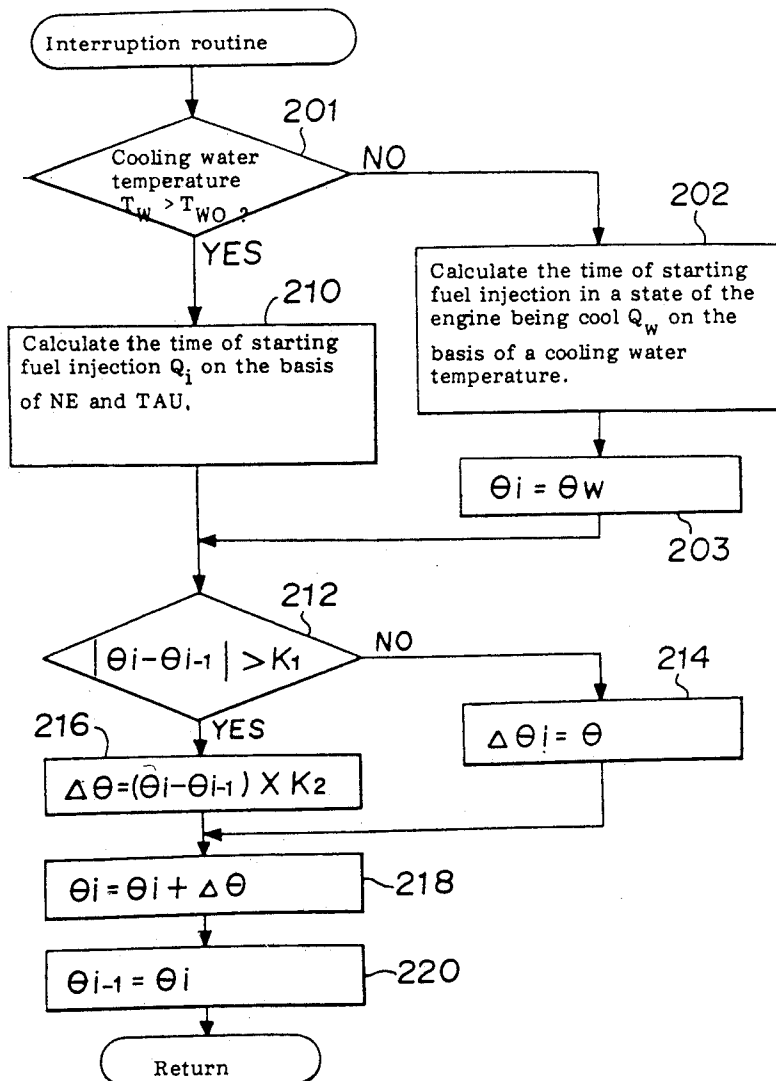 Interruption routine
201
Cooling water
temperature
T_W > T_WO ?
NO
YES
202
Calculate the time of starting
fuel injection in a state of the
engine being cool Q_w on the
basis of a cooling water
temperature.
210
Calculate the time of starting
fuel injection Q_i on the basis
of NE and TAU.
θi = θw
203
212
|θi-θi-1| > K1
NO
YES
214
Δθi = θ
216
Δθ=(θi-θi-1) X K2
θi = θi + Δθ
218
θi-1 = θi
220
Return